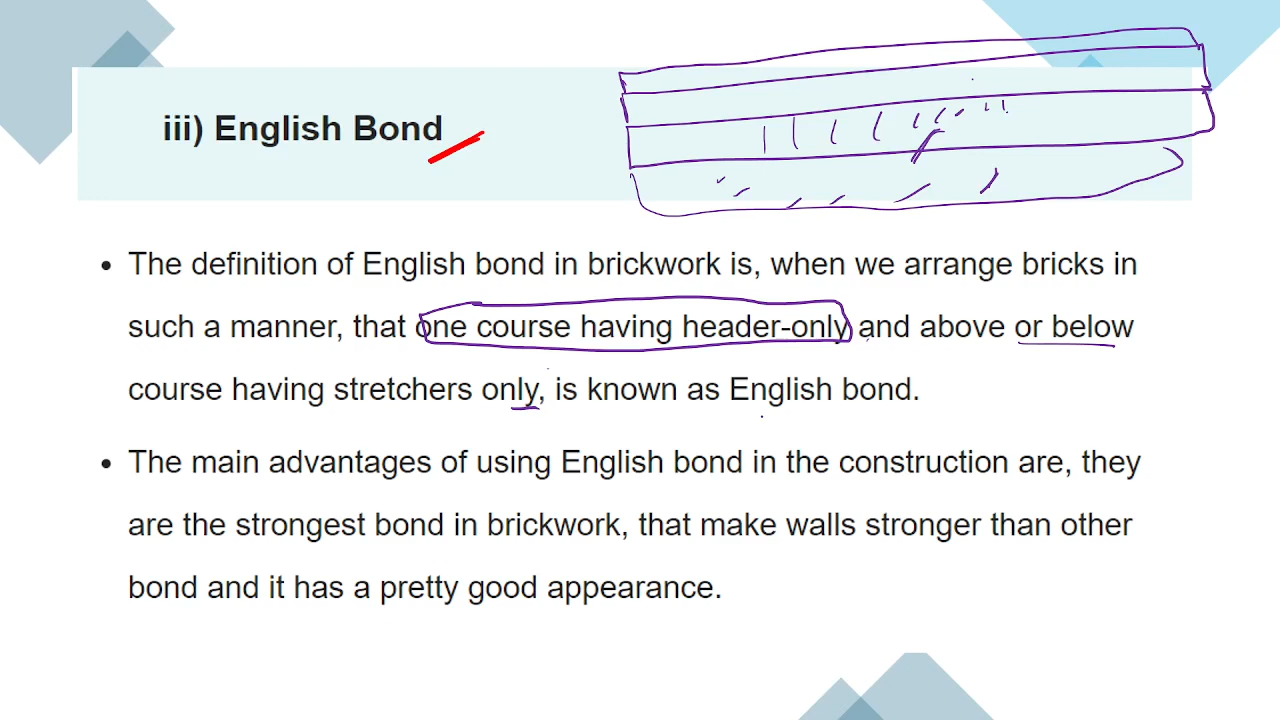 iii) English Bond
• The definition of English bond in brickwork is, when we arrange bricks in
such a manner, that one course having header-only and above or below
course having stretchers only, is known as English bond.
• The main advantages of using English bond in the construction are, they
are the strongest bond in brickwork, that make walls stronger than other
bond and it has a pretty good appearance.